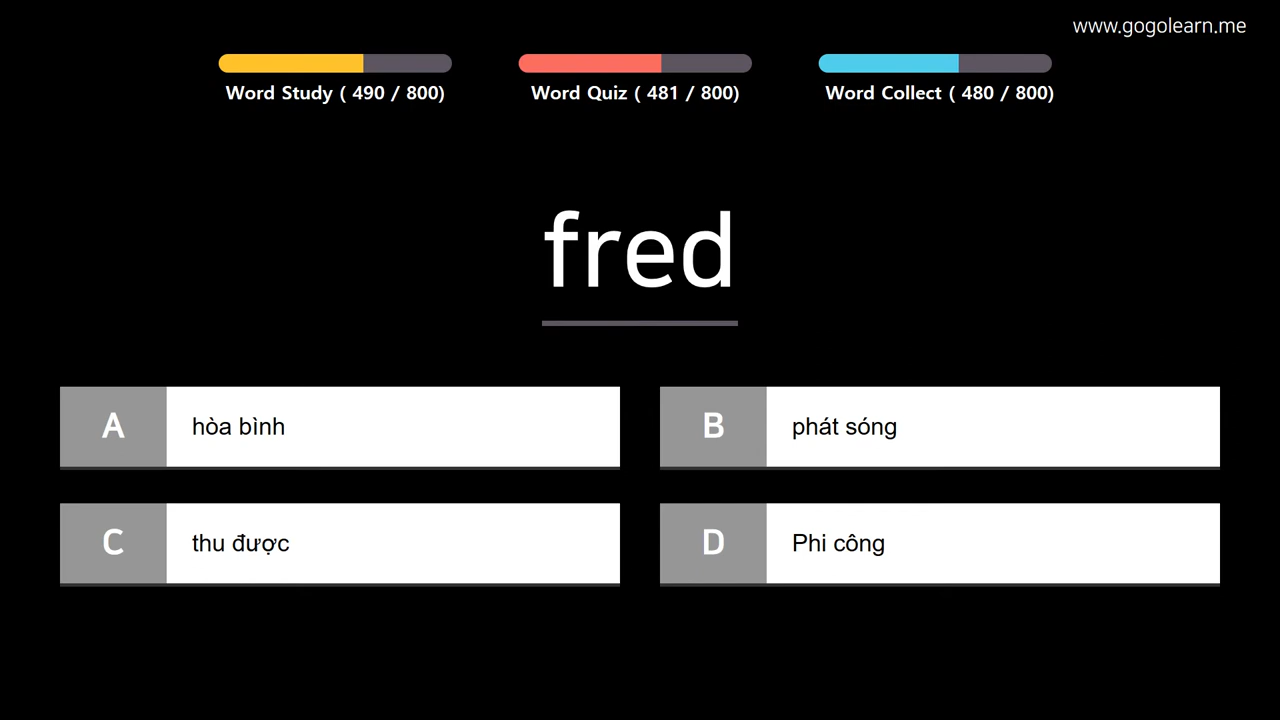 www.gogolearn.me
Word Study ( 490 / 800)
Word Quiz ( 481 / 800)
Word Collect ( 480 / 800)
fred
A
hòa bình
B
phát sóng
C
thu được
D
Phi công